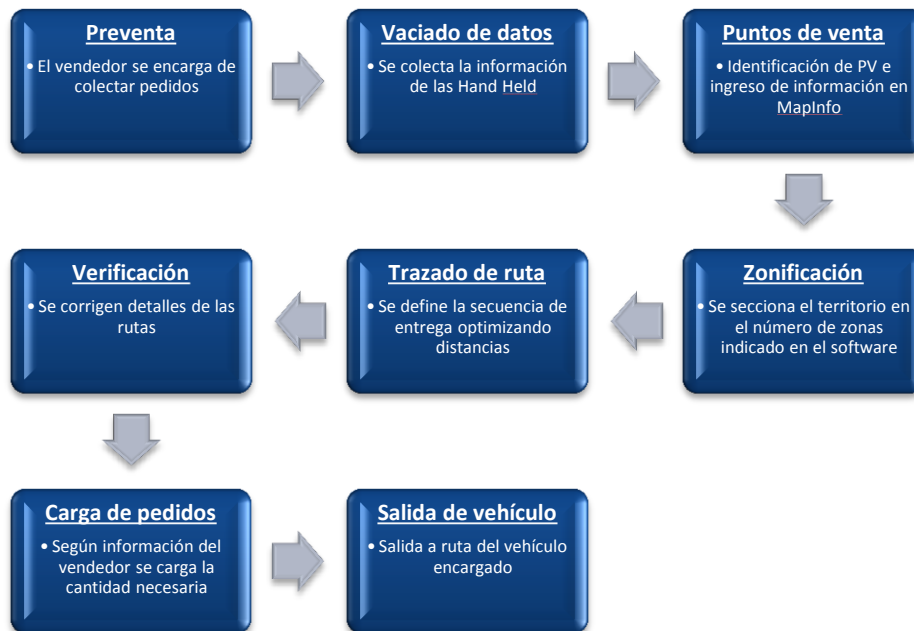 Preventa
• El vendedor se encarga de
colectar pedidos
Vaciado de datos
• Se colecta la información
de las Hand Held
Puntos de venta
• Identificación de PV e
ingreso de información en
MapInfo
Zonificación
• Se secciona el territorio en
el número de zonas
indicado en el software
Trazado de ruta
• Se define la secuencia de
entrega optimizando
distancias
Verificación
• Se corrigen detalles de las
rutas
Carga de pedidos
• Según información del
vendedor se carga la
cantidad necesaria
Salida de vehículo
• Salida a ruta del vehículo
encargado